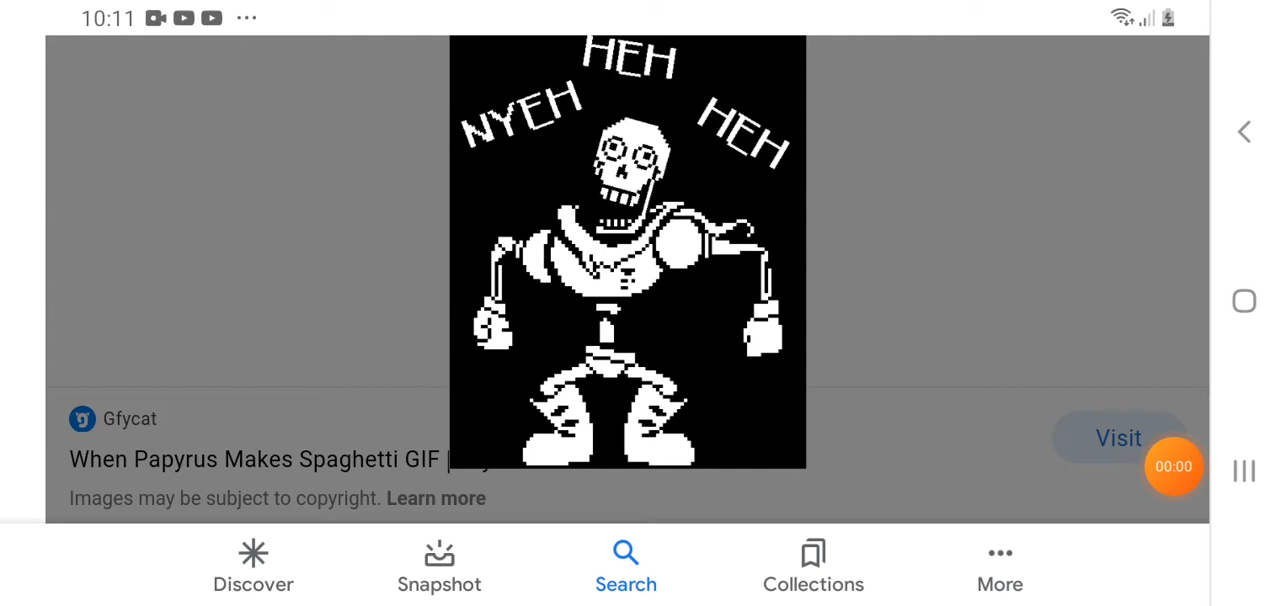 10:11
HEH
NYEH
HEH
Gfycat
When Papyrus Makes Spaghetti GIF |
Visit
00:00
Images may be subject to copyright. Learn more
Discover
Snapshot
Search
Collections
More